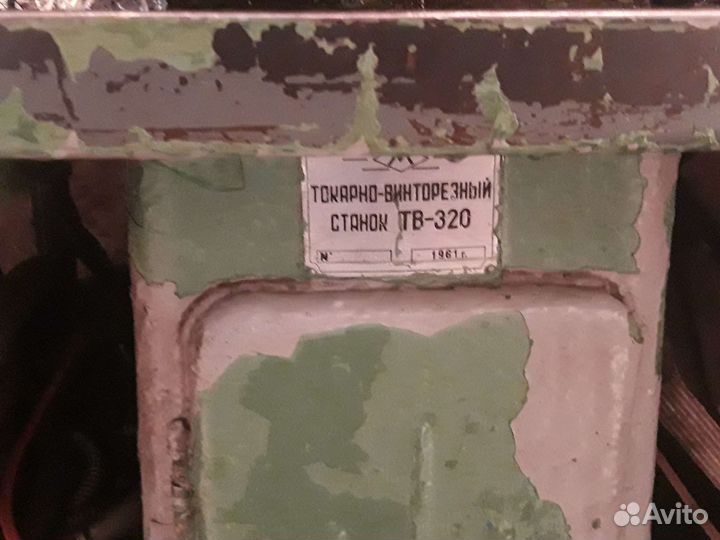 ТОКАРНО-ВИНТОРЕЗНЫЙ
СТАНОК ТВ-320
№ 1961 г.
Avito